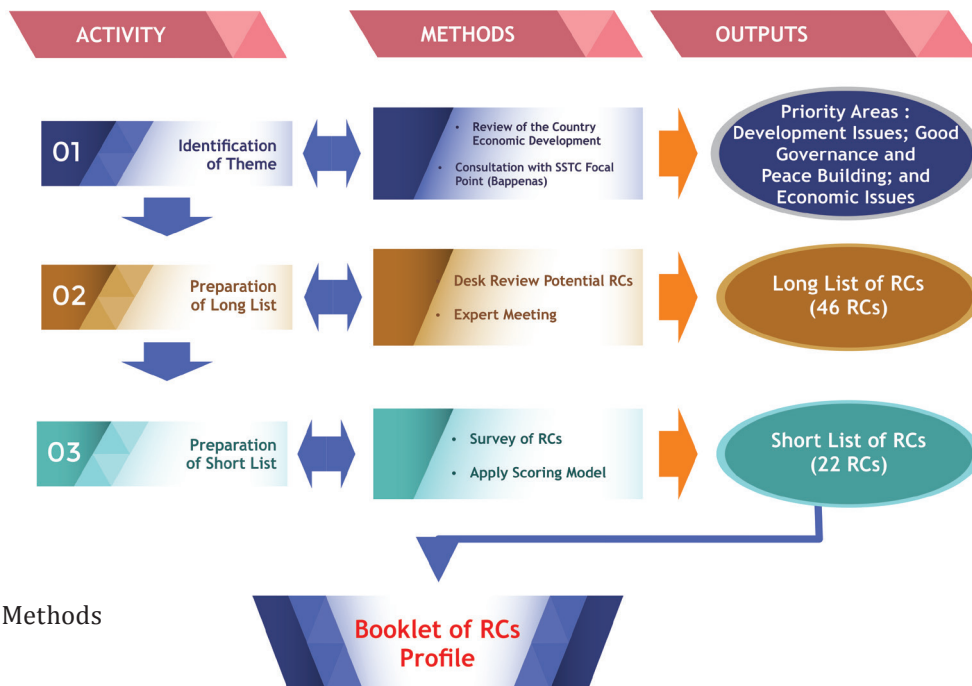 ACTIVITY
METHODS
OUTPUTS
01
Identification
of Theme
• Review of the Country
Economic Development
• Consultation with SSTC Focal
Point (Bappenas)
Priority Areas :
Development Issues; Good
Governance and
Peace Building; and
Economic Issues
02
Preparation
of Long List
Desk Review Potential RCs
• Expert Meeting
Long List of RCs
(46 RCs)
03
Preparation
of Short List
• Survey of RCs
• Apply Scoring Model
Short List of RCs
(22 RCs)
Methods
Booklet of RCs
Profile